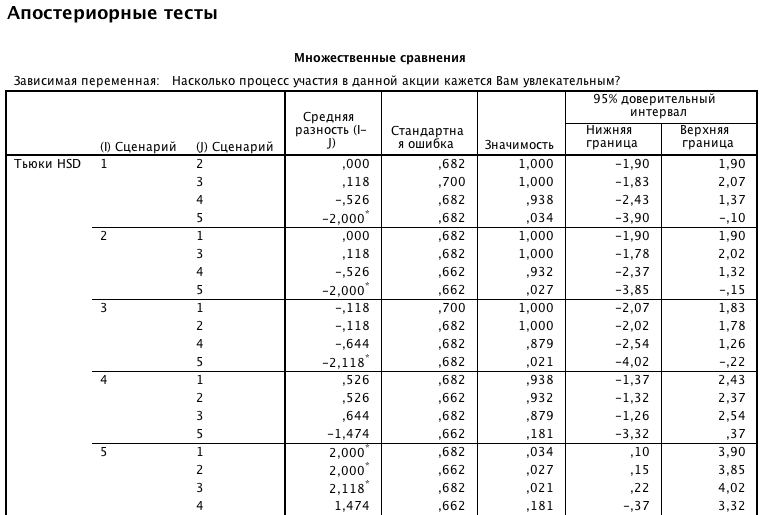 Апостериорные тесты
Множественные сравнения
Зависимая переменная: Насколько процесс участия в данной акции кажется Вам увлекательным?
(I) Сценарий (J) Сценарий Средняя разность (I–J) Стандартная ошибка Значимость 95% доверительный интервал
Нижняя граница Верхняя граница
Тьюки HSD 1 2 ,000 ,682 1,000 –1,90 1,90
3 ,118 ,700 1,000 –1,83 2,07
4 –,526 ,682 ,938 –2,43 1,37
5 –2,000* ,682 ,034 –3,90 –,10
2 1 ,000 ,682 1,000 –1,90 1,90
3 ,118 ,682 1,000 –1,78 2,02
4 –,526 ,662 ,932 –2,37 1,32
5 –2,000* ,662 ,027 –3,85 –,15
3 1 –,118 ,700 1,000 –2,07 1,83
2 –,118 ,682 1,000 –2,02 1,78
4 –,644 ,682 ,879 –2,54 1,26
5 –2,118* ,682 ,021 –4,02 –,22
4 1 ,526 ,682 ,938 –1,37 2,43
2 ,526 ,662 ,932 –1,32 2,37
3 ,644 ,682 ,879 –1,26 2,54
5 –1,474 ,662 ,181 –3,32 ,37
5 1 2,000* ,682 ,034 ,10 3,90
2 2,000* ,662 ,027 ,15 3,85
3 2,118* ,682 ,021 ,22 4,02
4 1,474 ,662 ,181 –,37 3,32